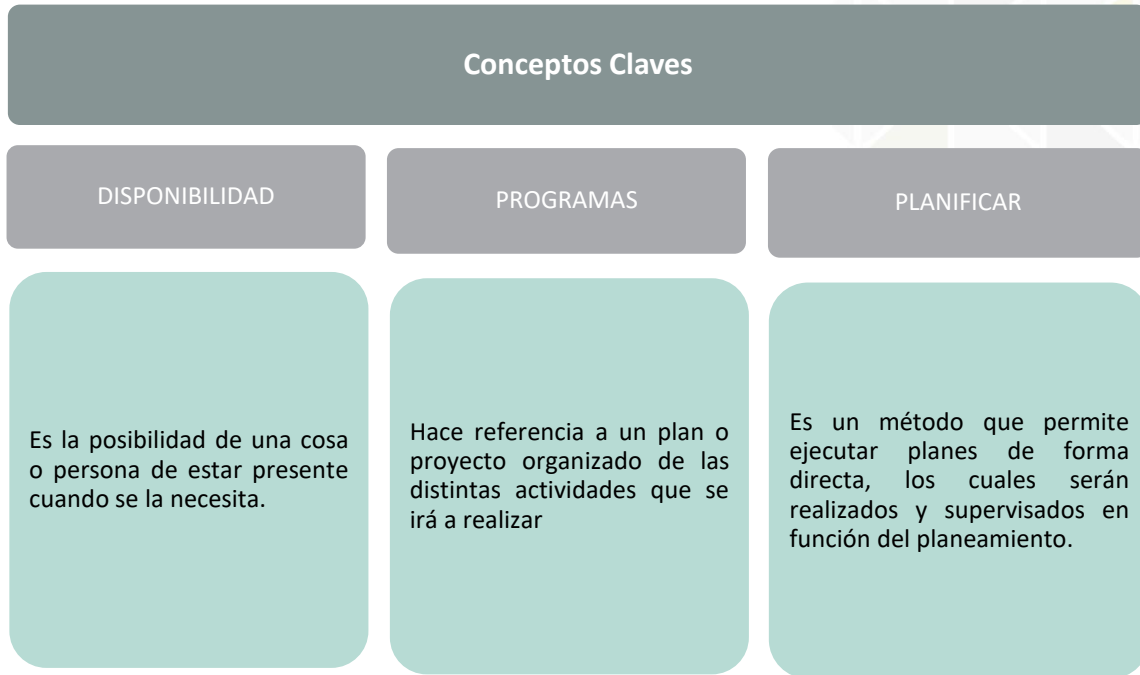 Conceptos Claves
DISPONIBILIDAD
PROGRAMAS
PLANIFICAR
Es la posibilidad de una cosa
o persona de estar presente
cuando se la necesita.
Hace referencia a un plan o
proyecto organizado de las
distintas actividades que se
irá a realizar
Es un método que permite
ejecutar planes de forma
directa, los cuales serán
realizados y supervisados en
función del planeamiento.